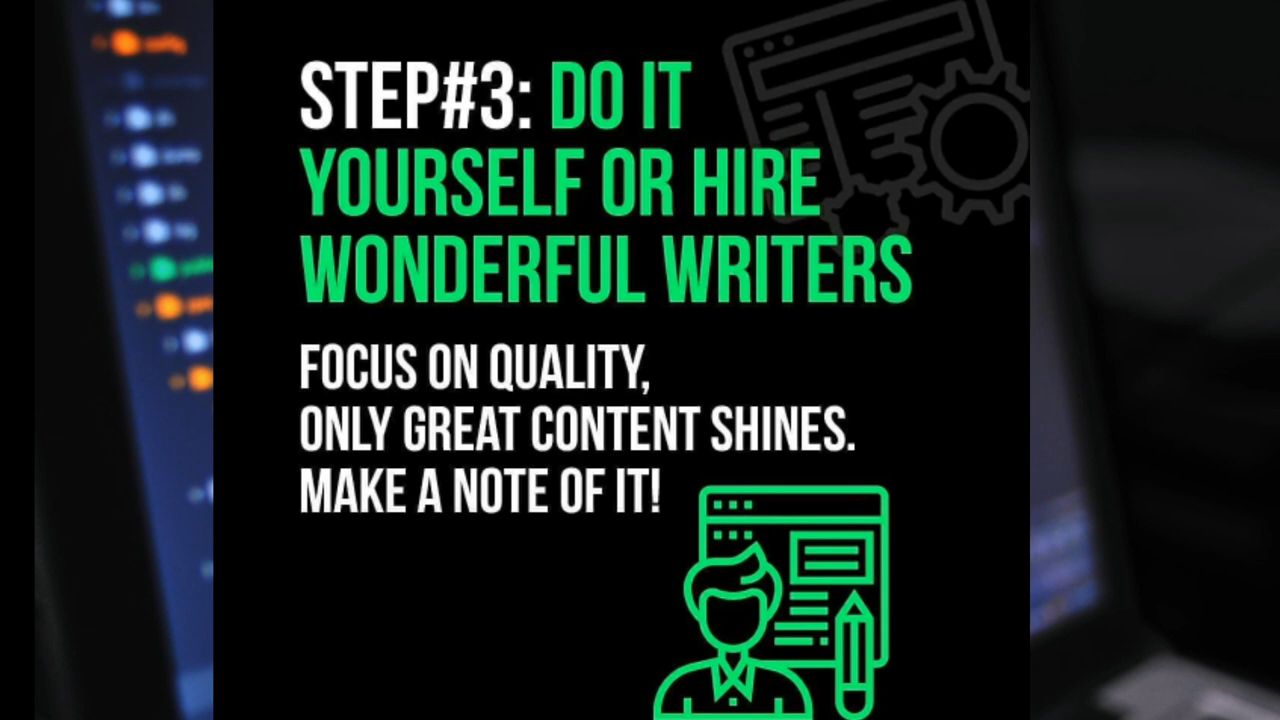 STEP#3: DO IT
YOURSELF OR HIRE
WONDERFUL WRITERS
FOCUS ON QUALITY,
ONLY GREAT CONTENT SHINES.
MAKE A NOTE OF IT!